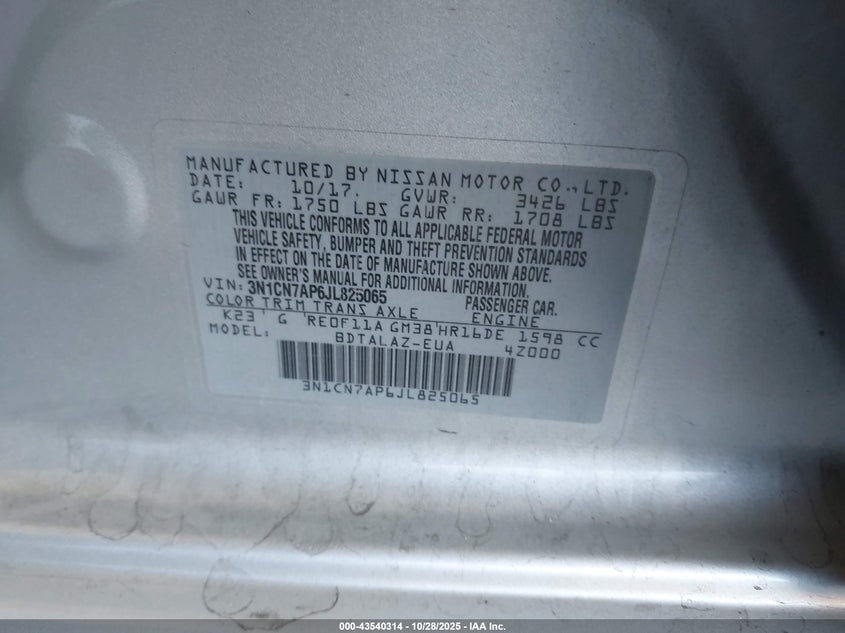 MANUFACTURED BY NISSAN MOTOR CO.,LTD.
DATE: 10/17. GVWR: 3426 LBS
GAWR FR: 1750 LBS GAWR RR: 1708 LBS
THIS VEHICLE CONFORMS TO ALL APPLICABLE FEDERAL MOTOR
VEHICLE SAFETY, BUMPER AND THEFT PREVENTION STANDARDS
IN EFFECT ON THE DATE OF MANUFACTURE SHOWN ABOVE.
SEE OWNER'S MANUAL FOR ADDITIONAL INFORMATION.
VIN: 3N1CN7AP6JL825065 PASSENGER CAR.
COLOR TRIM TRANS AXLE ENGINE
K23 G RE0F11A GM38 HR16DE 1598 CC
MODEL: BDTALAZ-EUA 4Z000
3N1CN7AP6JL825065
000-43540314 - 10/28/2025 - IAA Inc.